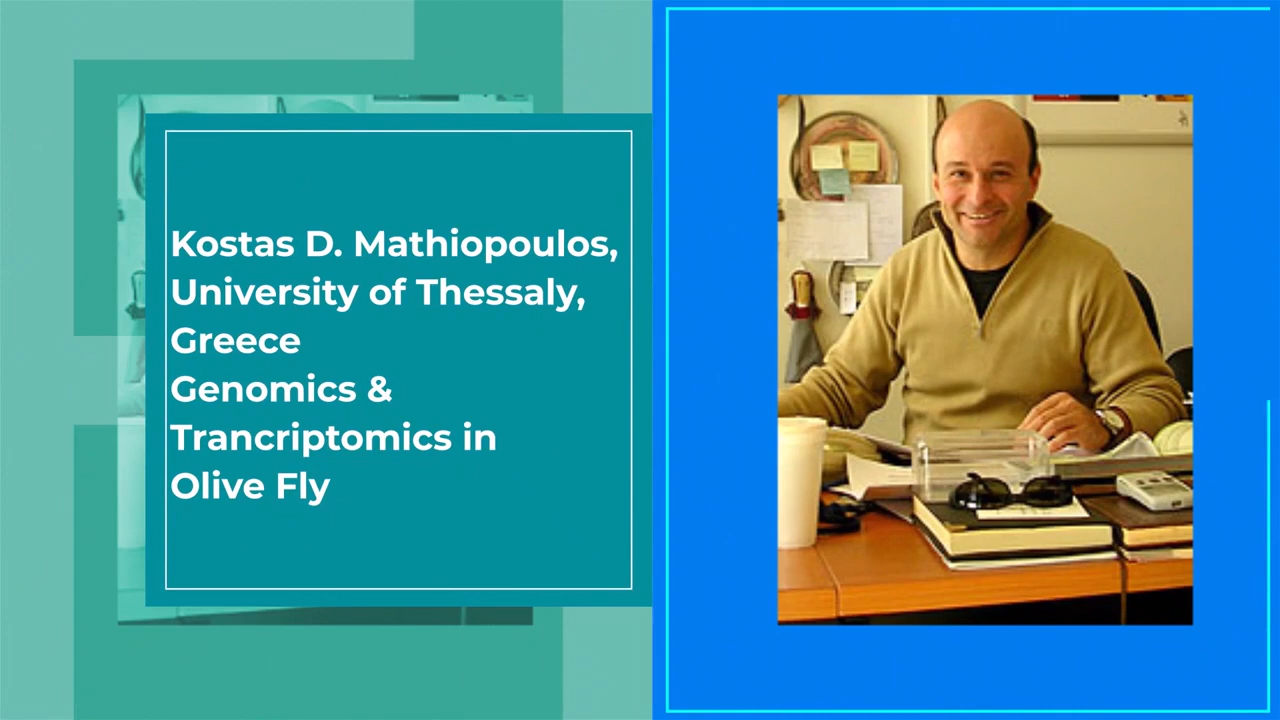 Kostas D. Mathiopoulos,
University of Thessaly,
Greece
Genomics &
Trancriptomics in
Olive Fly